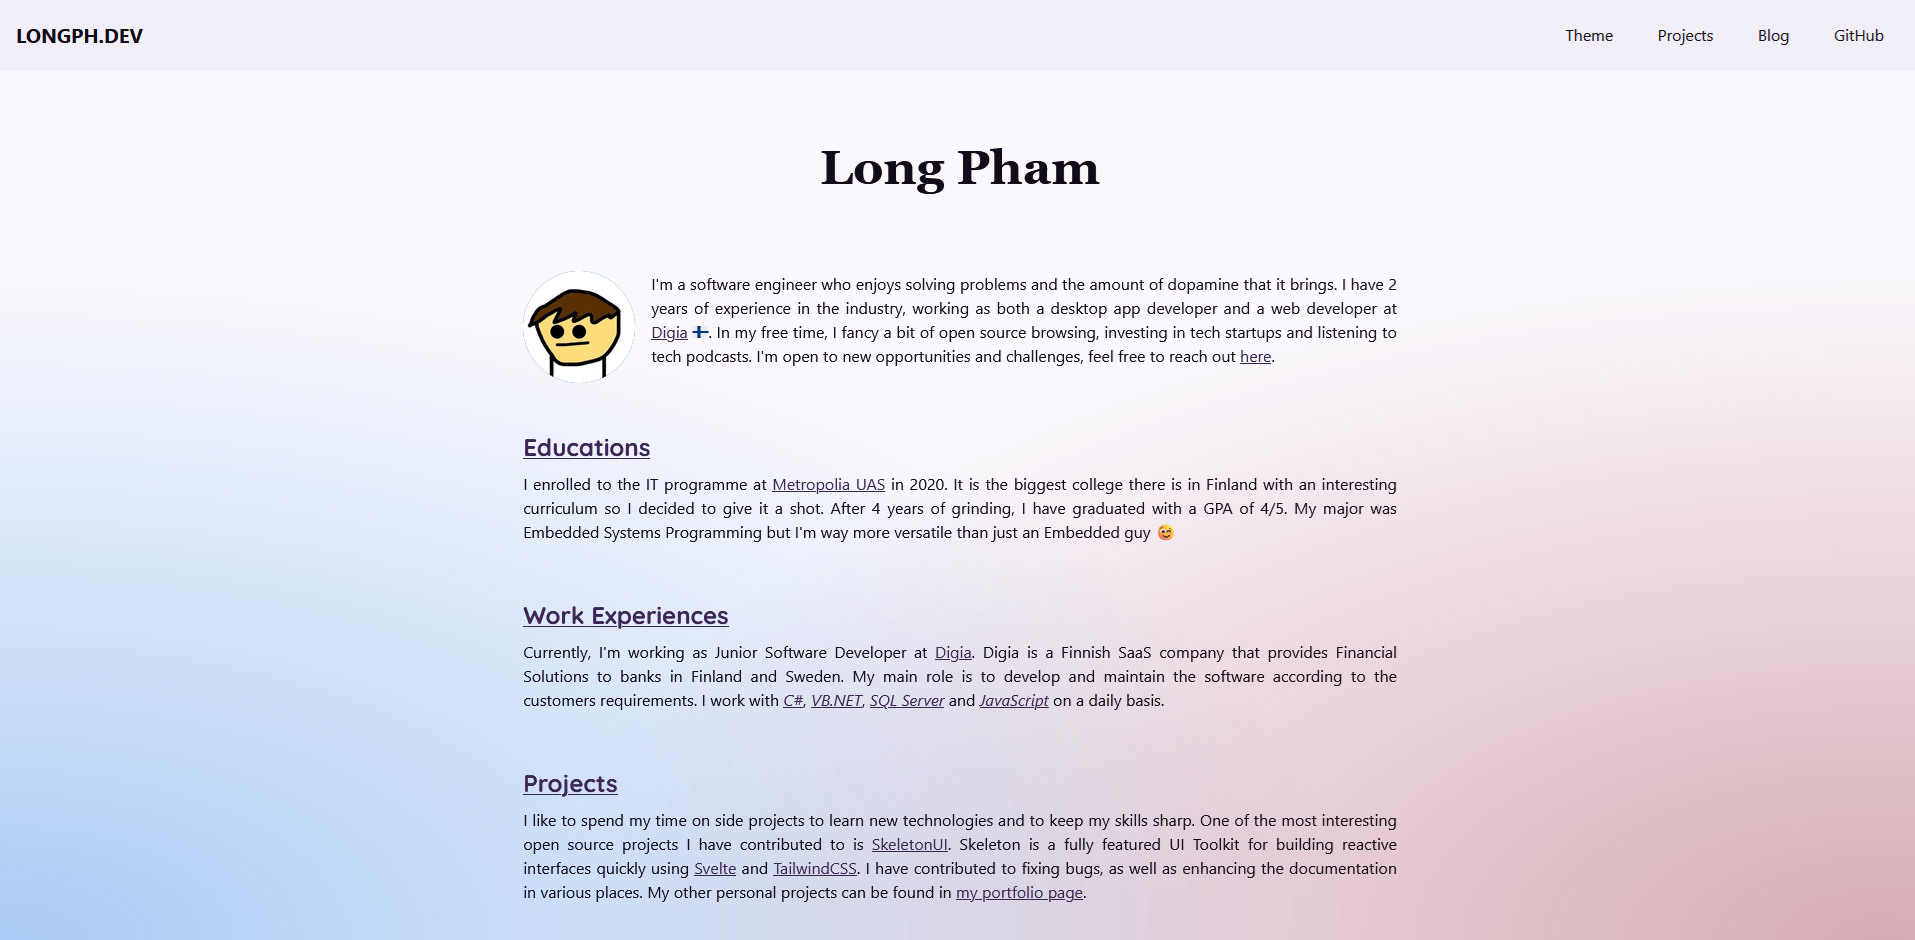 LONGPH.DEV
Theme Projects Blog GitHub
Long Pham
I'm a software engineer who enjoys solving problems and the amount of dopamine that it brings. I have 2
years of experience in the industry, working as both a desktop app developer and a web developer at
Digia 🇫🇮. In my free time, I fancy a bit of open source browsing, investing in tech startups and listening to
tech podcasts. I'm open to new opportunities and challenges, feel free to reach out here.
Educations
I enrolled to the IT programme at Metropolia UAS in 2020. It is the biggest college there is in Finland with an interesting
curriculum so I decided to give it a shot. After 4 years of grinding, I have graduated with a GPA of 4/5. My major was
Embedded Systems Programming but I'm way more versatile than just an Embedded guy 😉
Work Experiences
Currently, I'm working as Junior Software Developer at Digia. Digia is a Finnish SaaS company that provides Financial
Solutions to banks in Finland and Sweden. My main role is to develop and maintain the software according to the
customers requirements. I work with C#, VB.NET, SQL Server and JavaScript on a daily basis.
Projects
I like to spend my time on side projects to learn new technologies and to keep my skills sharp. One of the most interesting
open source projects I have contributed to is SkeletonUI. Skeleton is a fully featured UI Toolkit for building reactive
interfaces quickly using Svelte and TailwindCSS. I have contributed to fixing bugs, as well as enhancing the documentation
in various places. My other personal projects can be found in my portfolio page.